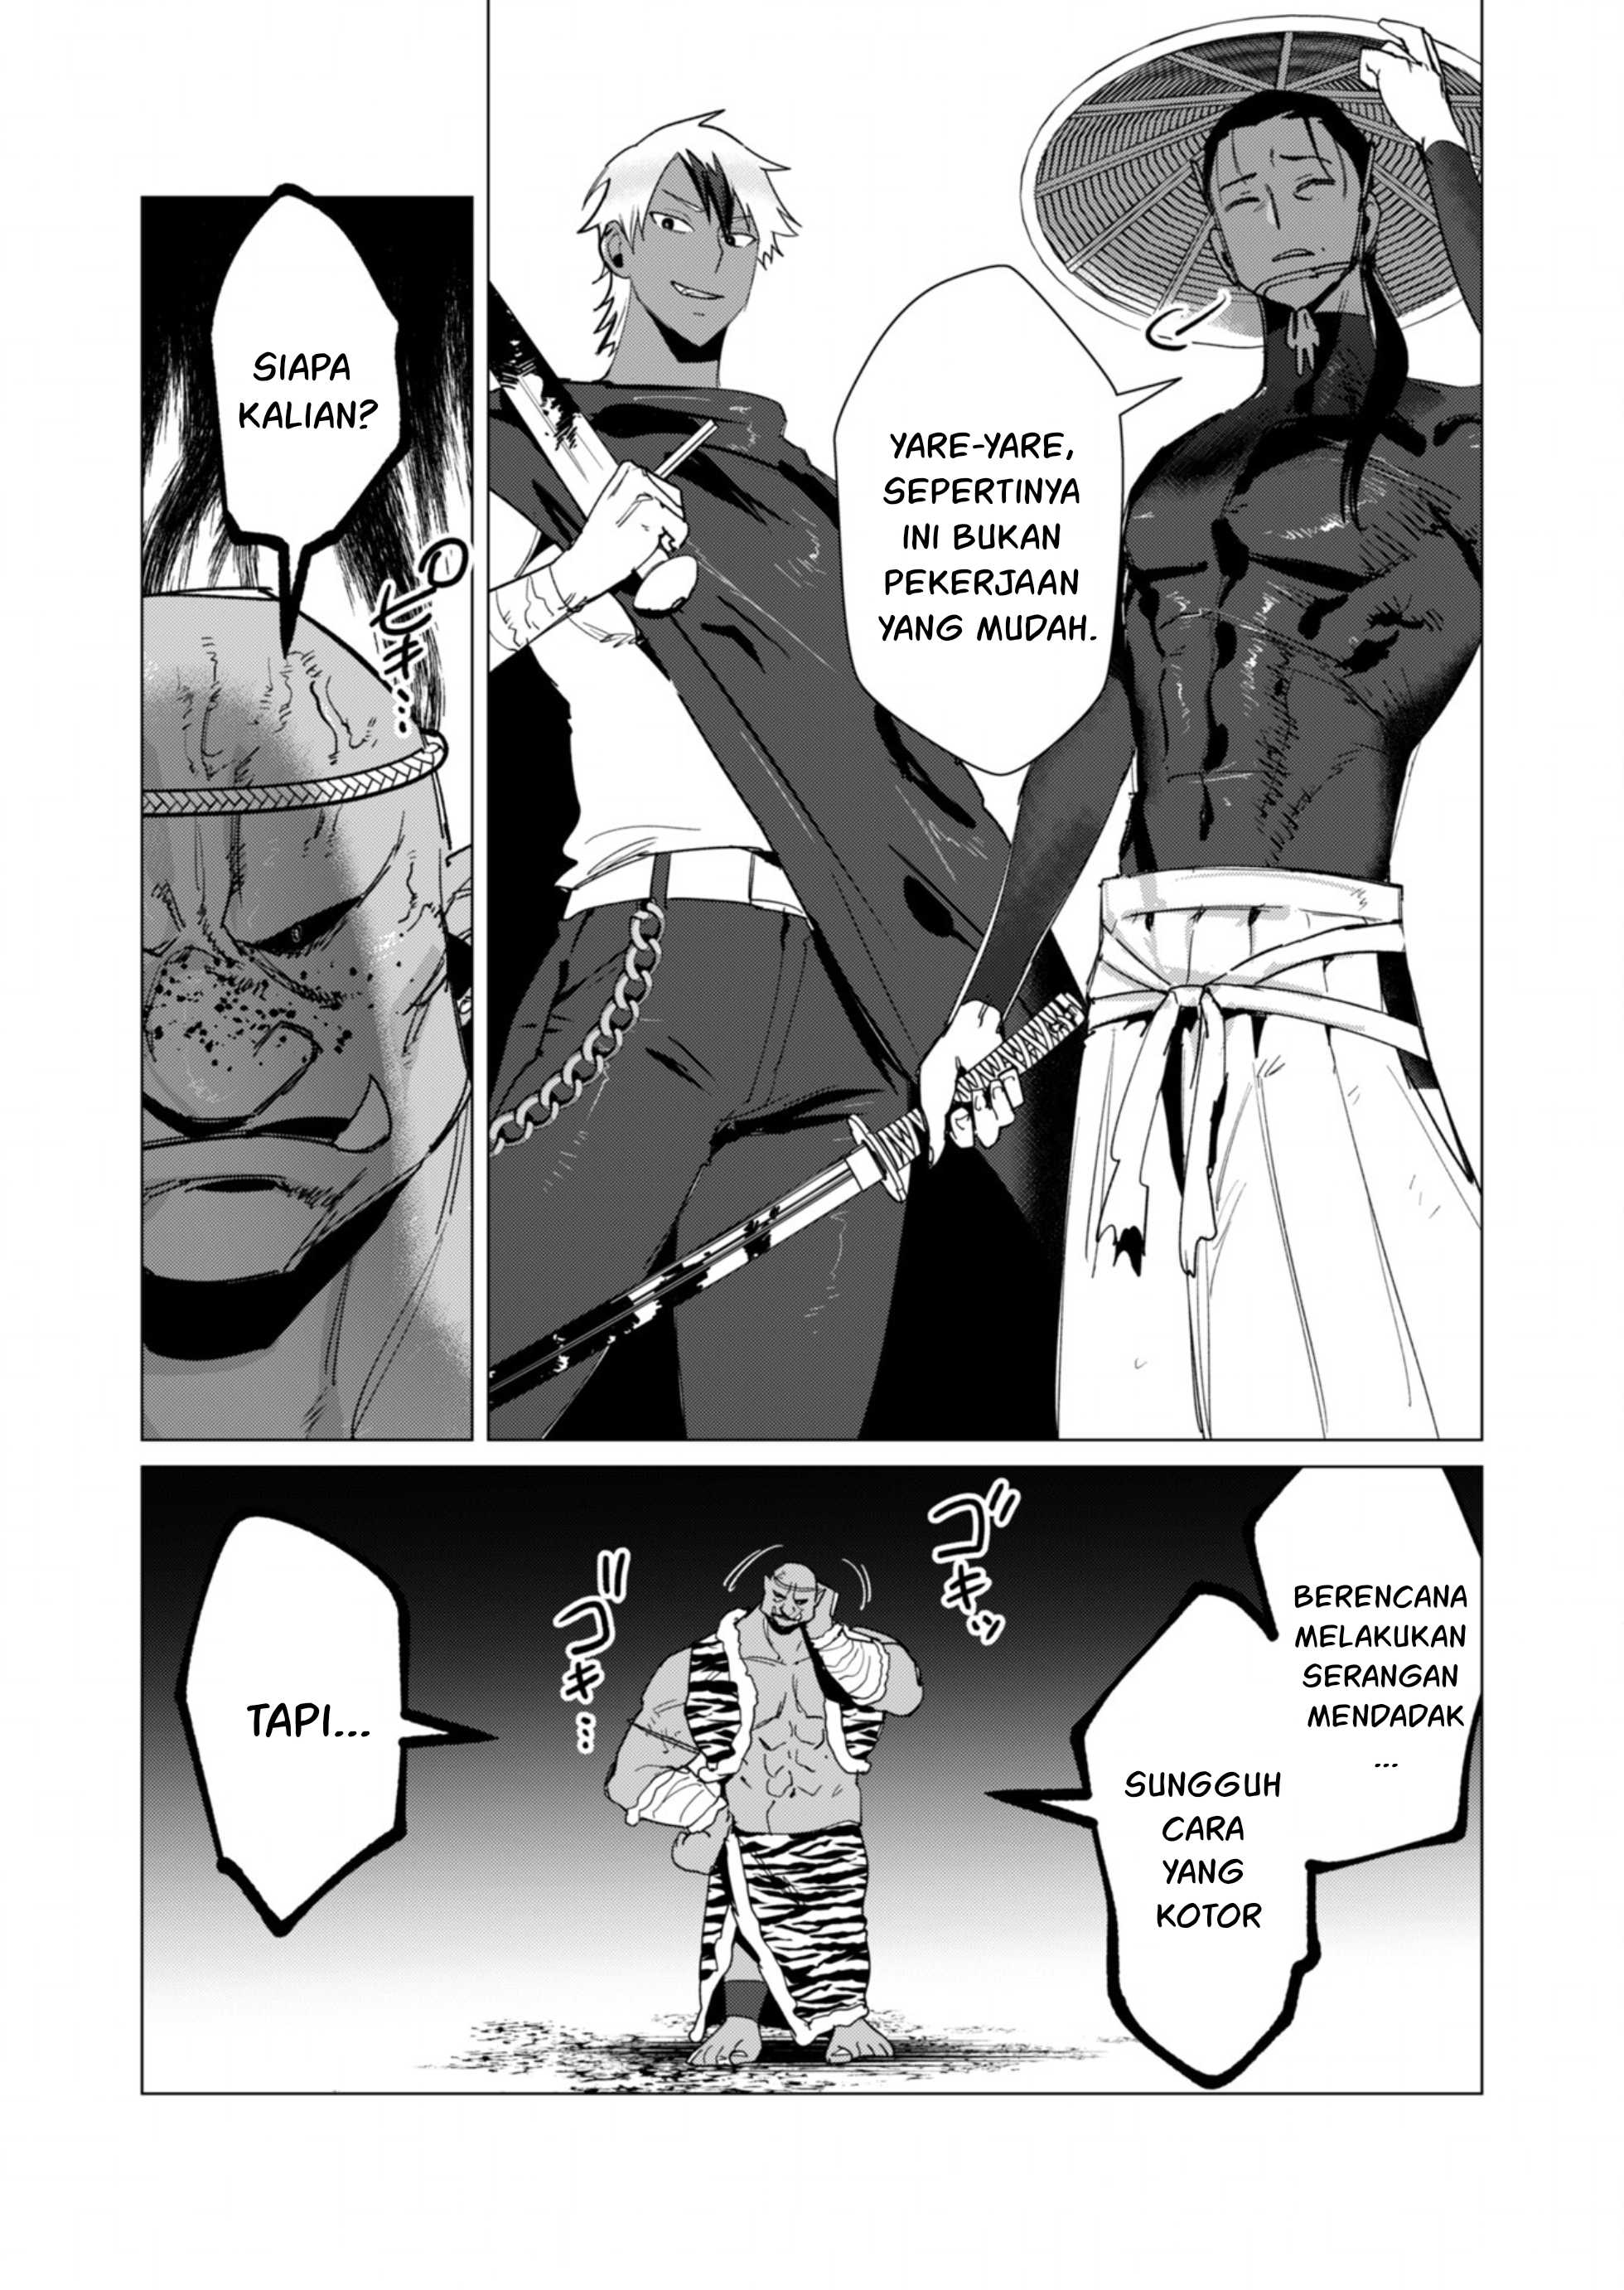 YARE-YARE,
SEPERTINYA
INI BUKAN
PEKERJAAN
YANG MUDAH.
SIAPA
KALIAN?
ピキ…
BERENCANA
MELAKUKAN
SERANGAN
MENDADAK
...
SUNGGUH
CARA
YANG
KOTOR
ゴキッ
ゴキ…
TAPI...